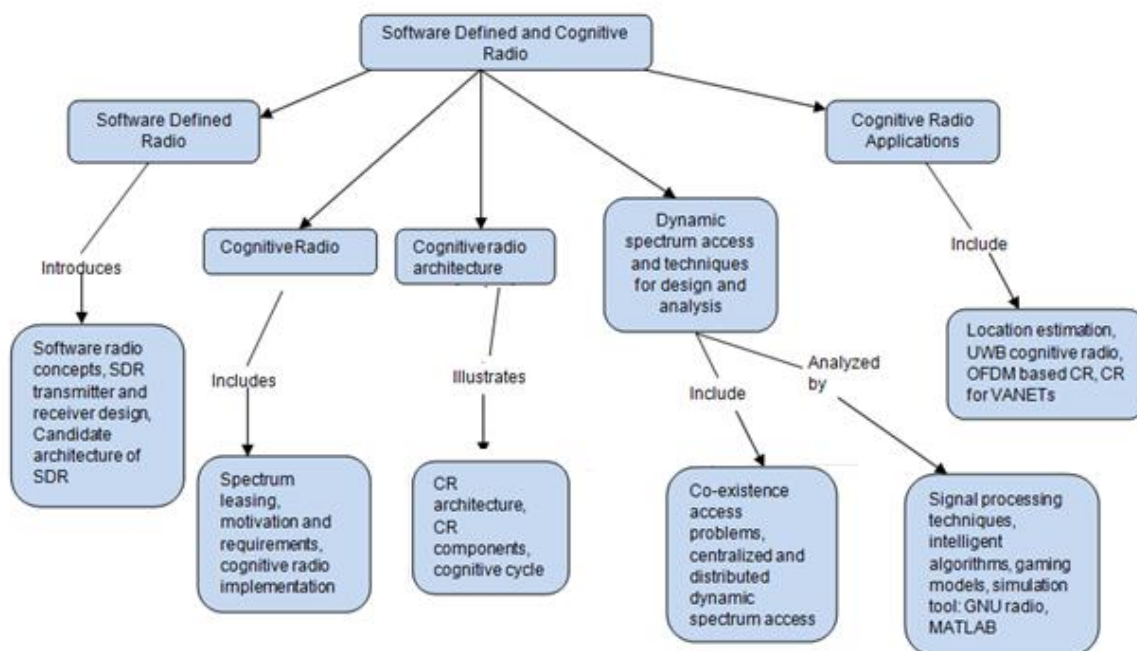 Software Defined and Cognitive
Radio
Software Defined
Radio
Cognitive Radio
Applications
Cognitive Radio
Cognitive radio
architecture
Dynamic
spectrum access
and techniques
for design and
analysis
Introduces
Include
Software radio
concepts, SDR
transmitter and
receiver design,
Candidate
architecture of
SDR
Includes
Illustrates
Include
Analyzed
by
Location estimation,
UWB cognitive radio,
OFDM based CR, CR
for VANETs
Spectrum
leasing,
motivation and
requirements,
cognitive radio
implementation
CR
architecture,
CR
components,
cognitive cycle
Co-existence
access
problems,
centralized and
distributed
dynamic
spectrum access
Signal processing
techniques,
intelligent
algorithms, gaming
models, simulation
tool: GNU radio,
MATLAB